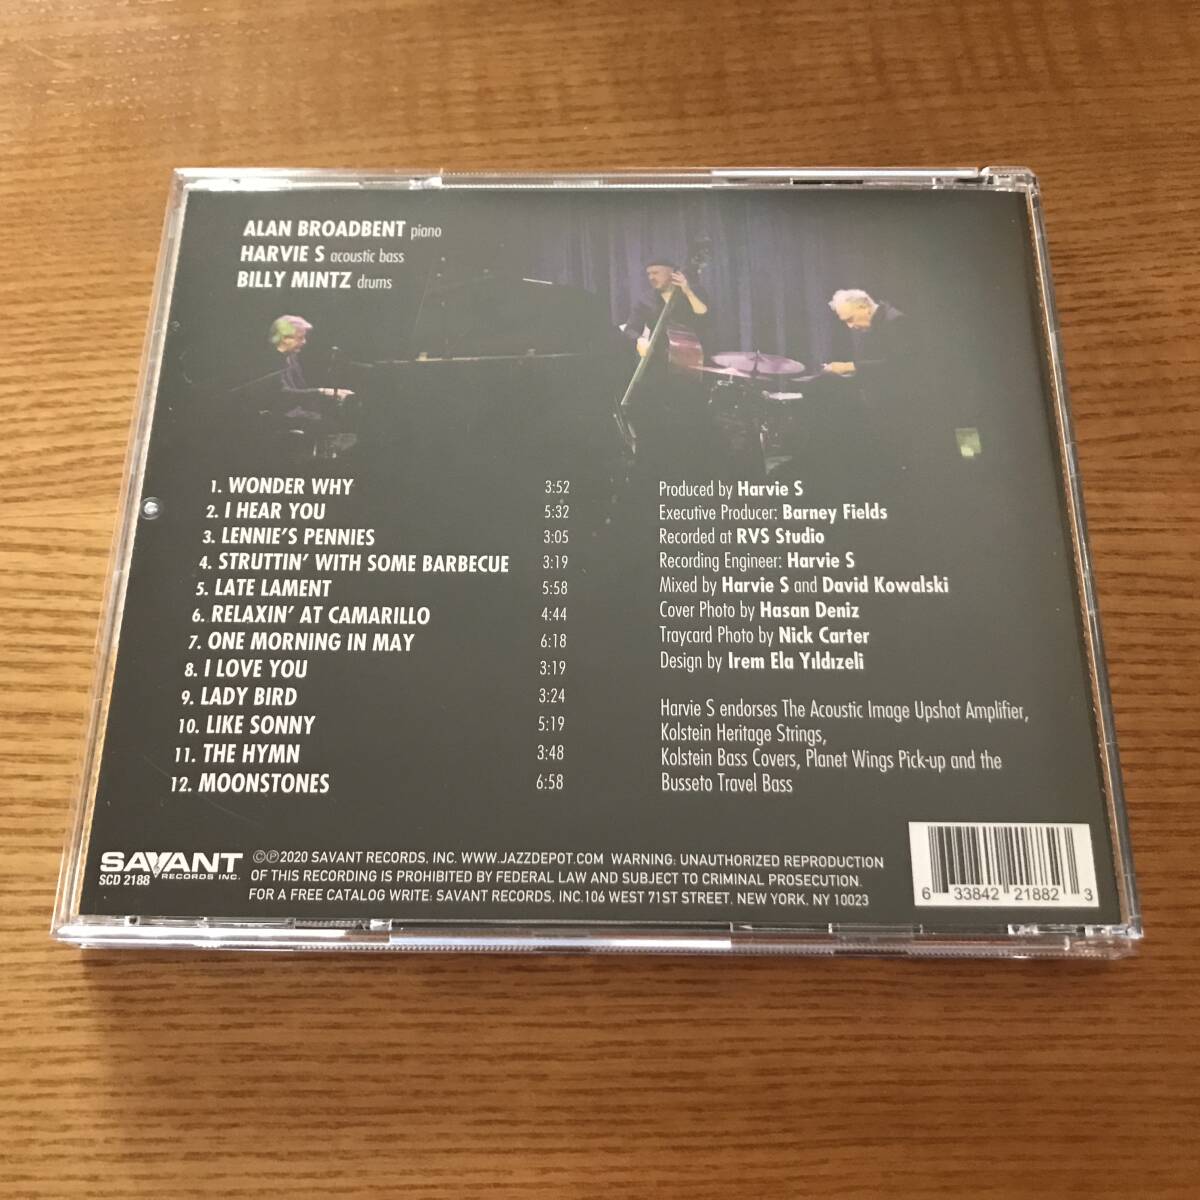 ALAN BROADBENT piano
HARVIE S acoustic bass
BILLY MINTZ drums
1. WONDER WHY 3:52
2. I HEAR YOU 5:32
3. LENNIE'S PENNIES 3:05
4. STRUTTIN' WITH SOME BARBECUE 3:19
5. LATE LAMENT 5:58
6. RELAXIN' AT CAMARILLO 4:44
7. ONE MORNING IN MAY 6:18
8. I LOVE YOU 3:19
9. LADY BIRD 3:24
10. LIKE SONNY 5:19
11. THE HYMN 3:48
12. MOONSTONES 6:58
Produced by Harvie S
Executive Producer: Barney Fields
Recorded at RVS Studio
Recording Engineer: Harvie S
Mixed by Harvie S and David Kowalski
Cover Photo by Hasan Deniz
Traycard Photo by Nick Carter
Design by Irem Ela Yıldızeli
Harvie S endorses The Acoustic Image Upshot Amplifier,
Kolstein Heritage Strings,
Kolstein Bass Covers, Planet Wings Pick-up and the
Busseto Travel Bass
SAVANT
RECORDS INC.
SCD 2188
©℗2020 SAVANT RECORDS, INC. WWW.JAZZDEPOT.COM WARNING: UNAUTHORIZED REPRODUCTION
OF THIS RECORDING IS PROHIBITED BY FEDERAL LAW AND SUBJECT TO CRIMINAL PROSECUTION.
FOR A FREE CATALOG WRITE: SAVANT RECORDS, INC.106 WEST 71ST STREET, NEW YORK, NY 10023
6 33842 21882 3